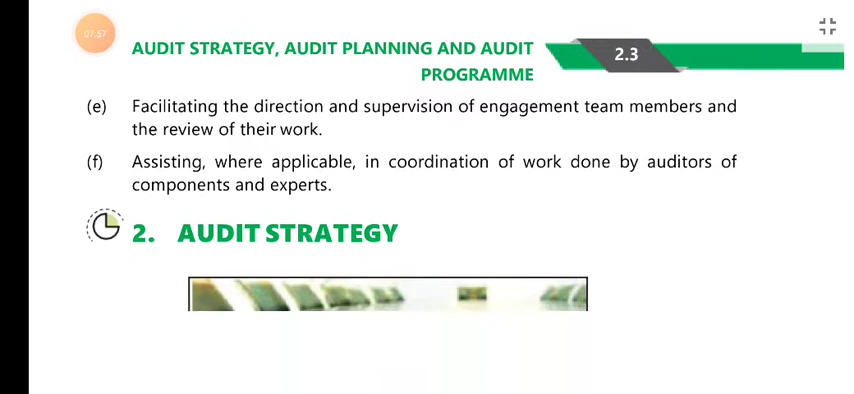 07:57
AUDIT STRATEGY, AUDIT PLANNING AND AUDIT
PROGRAMME
2.3
(e) Facilitating the direction and supervision of engagement team members and
the review of their work.
(f) Assisting, where applicable, in coordination of work done by auditors of
components and experts.
2. AUDIT STRATEGY